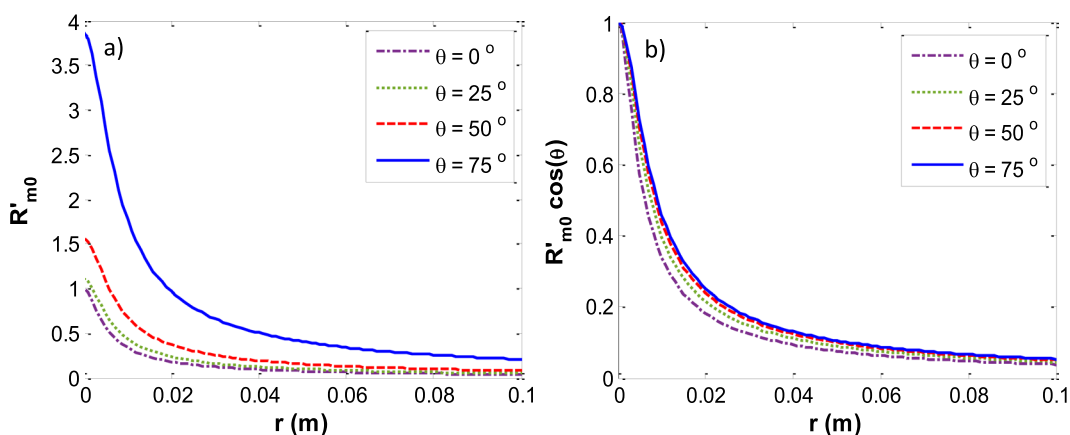 a)
4
3.5
3
2.5
2
1.5
1
0.5
0
R'm0
0
0.02
0.04
0.06
0.08
0.1
r (m)
θ = 0 o
θ = 25 o
θ = 50 o
θ = 75 o
b)
1
0.8
0.6
0.4
0.2
0
R'm0 cos(θ)
0
0.02
0.04
0.06
0.08
0.1
r (m)
θ = 0 o
θ = 25 o
θ = 50 o
θ = 75 o